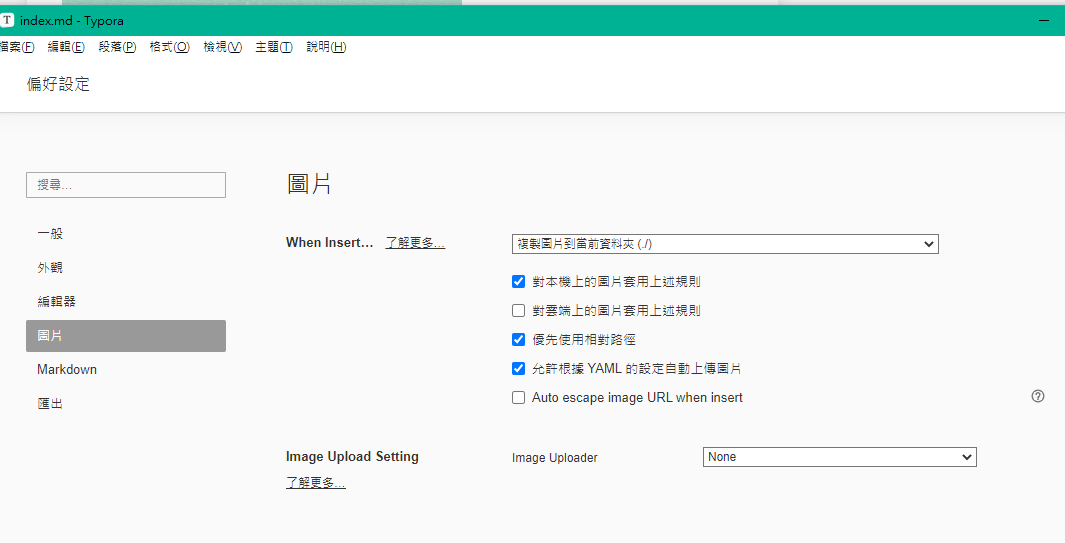 T index.md - Typora
檔案(F) 編輯(E) 段落(P) 格式(O) 檢視(V) 主題(T) 說明(H)
偏好設定
搜尋...
一般
外觀
編輯器
圖片
Markdown
匯出
圖片
When Insert... 了解更多... 複製圖片到當前資料夾 (./)
對本機上的圖片套用上述規則
對雲端上的圖片套用上述規則
優先使用相對路徑
允許根據 YAML 的設定自動上傳圖片
Auto escape image URL when insert
Image Upload Setting Image Uploader None
了解更多...